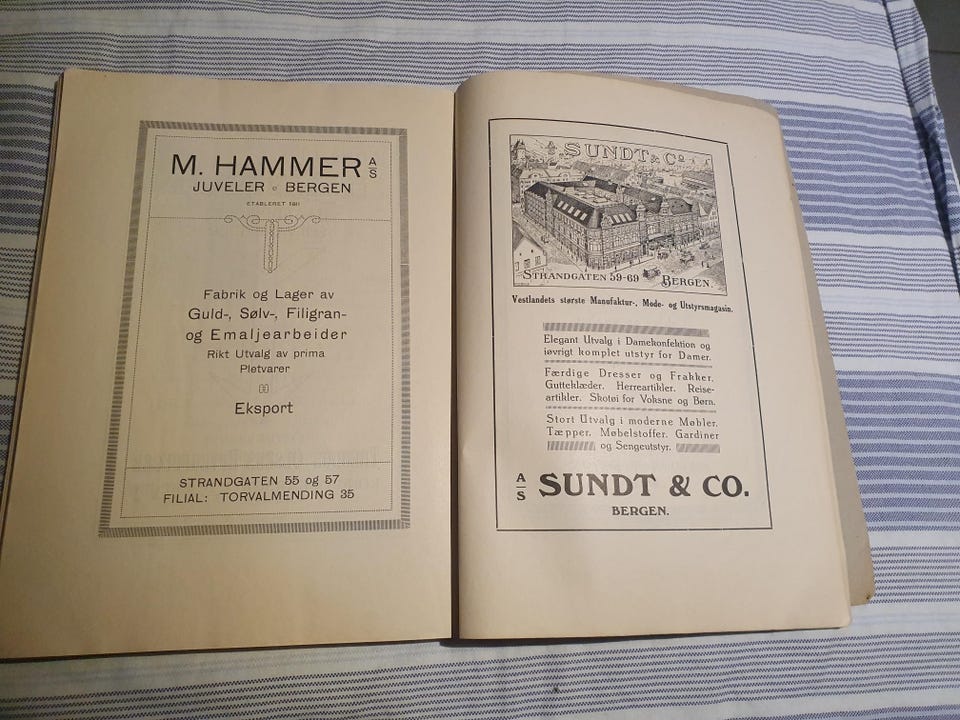 M. HAMMER A/S
JUVELER · BERGEN
ETABLERET 1811
Fabrik og Lager av
Guld-, Sølv-, Filigran-
og Emaljearbeider
Rikt Utvalg av prima
Pletvarer
Eksport
STRANDGATEN 55 og 57
FILIAL: TORVALMENDING 35
SUNDT & Co
STRANDGATEN 59-69 BERGEN.
Vestlandets største Manufaktur-, Mode- og Utstyrsmagasin.
Elegant Utvalg i Damekonfektion og
iøvrigt komplet utstyr for Damer.
Færdige Dresser og Frakker.
Gutteklæder. Herreartikler. Reise-
artikler. Skotøi for Voksne og Børn.
Stort Utvalg i moderne Møbler.
Tæpper. Møbelstoffer. Gardiner
og Sengeutstyr.
A/S SUNDT & CO.
BERGEN.